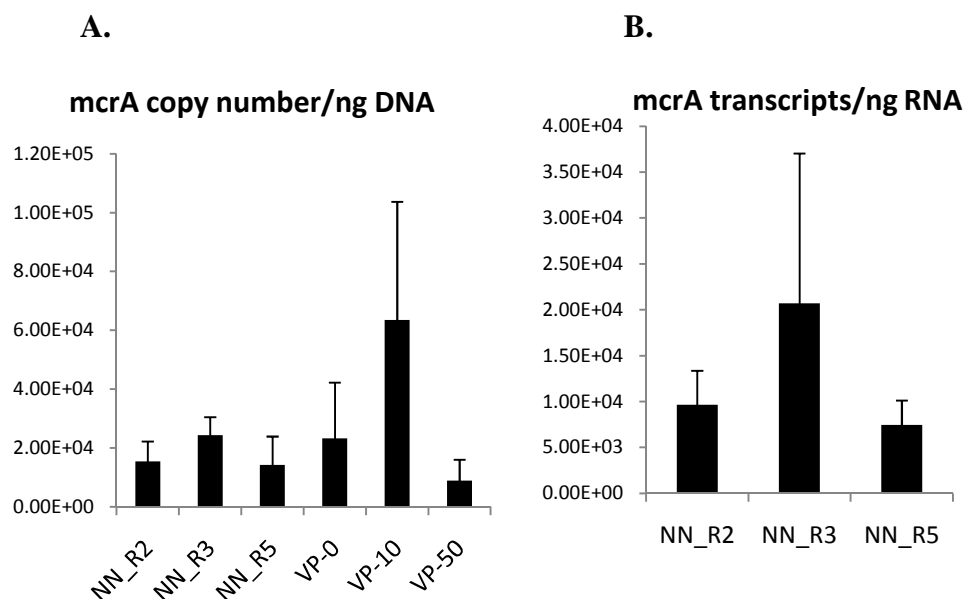 A.
mcrA copy number/ng DNA
1.20E+05
1.00E+05
8.00E+04
6.00E+04
4.00E+04
2.00E+04
0.00E+00
NN_R2
NN_R3
NN_R5
VP-0
VP-10
VP-50
B.
mcrA transcripts/ng RNA
4.00E+04
3.50E+04
3.00E+04
2.50E+04
2.00E+04
1.50E+04
1.00E+04
5.00E+03
0.00E+00
NN_R2
NN_R3
NN_R5